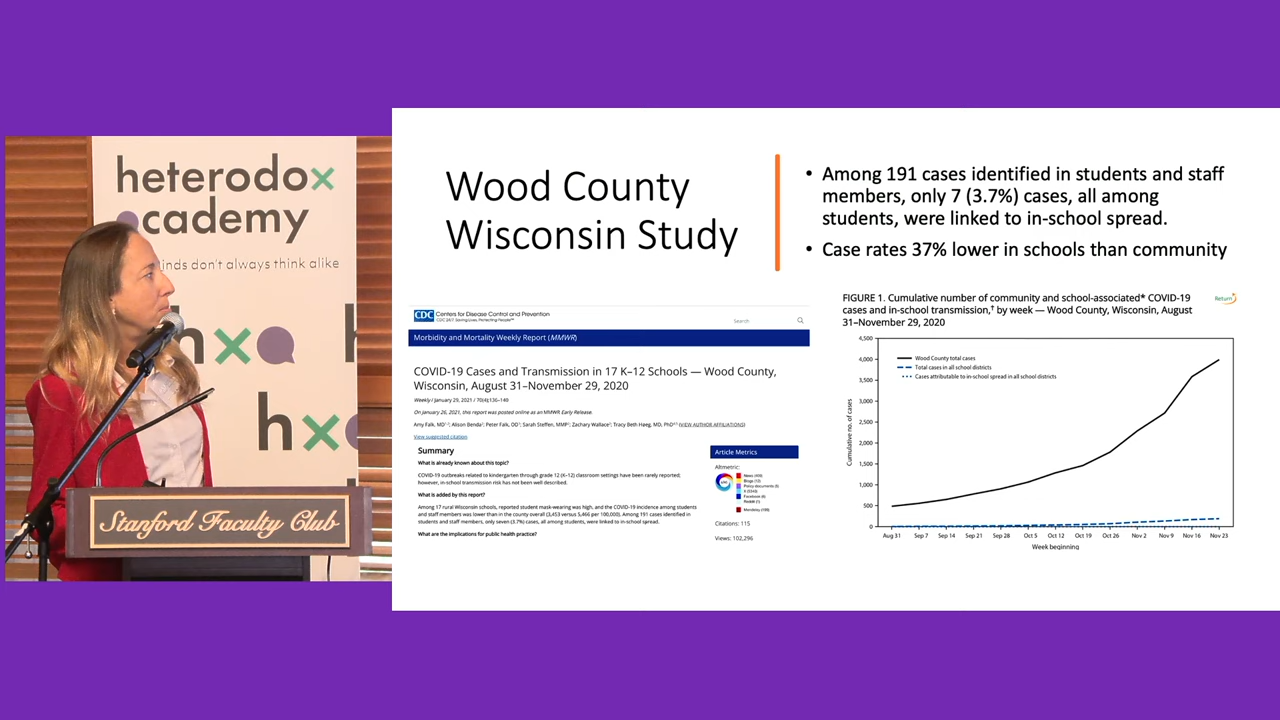 heterodox
academy
inds don't always think alike
hxa
h
hx
Stanford Faculty Club
Wood County
Wisconsin Study
• Among 191 cases identified in students and staff
members, only 7 (3.7%) cases, all among
students, were linked to in-school spread.
• Case rates 37% lower in schools than community
CDC Centers for Disease Control and Prevention
CDC 24/7: Saving Lives, Protecting People™
Search
Morbidity and Mortality Weekly Report (MMWR)
COVID-19 Cases and Transmission in 17 K–12 Schools — Wood County,
Wisconsin, August 31–November 29, 2020
Weekly / January 29, 2021 / 70(4);136–140
On January 26, 2021, this report was posted online as an MMWR Early Release.
Amy Falk, MD; Alison Benda; Peter Falk, OD; Sarah Steffen, MMP; Zachary Wallace; Tracy Beth Høeg, MD, PhD (VIEW AUTHOR AFFILIATIONS)
View suggested citation
Summary
What is already known about this topic?
COVID-19 outbreaks related to kindergarten through grade 12 (K–12) classroom settings have been rarely reported;
however, in-school transmission risk has not been well described.
What is added by this report?
Among 17 rural Wisconsin schools, reported student mask-wearing was high, and the COVID-19 incidence among students
and staff members was lower than in the county overall (3,453 versus 5,466 per 100,000). Among 191 cases identified in
students and staff members, only seven (3.7%) cases, all among students, were linked to in-school spread.
What are the implications for public health practice?
Article Metrics
Altmetric:
Policy documents (5)
Citations: 115
Views: 102,296
FIGURE 1. Cumulative number of community and school-associated* COVID-19
cases and in-school transmission,† by week — Wood County, Wisconsin, August
31–November 29, 2020
Return
4,500
4,000
3,500
3,000
2,500
2,000
1,500
1,000
500
0
Cumulative no. of cases
Wood County total cases
Total cases in all school districts
Cases attributable to in-school spread in all school districts
Aug 31 Sep 7 Sep 14 Sep 21 Sep 28 Oct 5 Oct 12 Oct 19 Oct 26 Nov 2 Nov 9 Nov 16 Nov 23
Week beginning